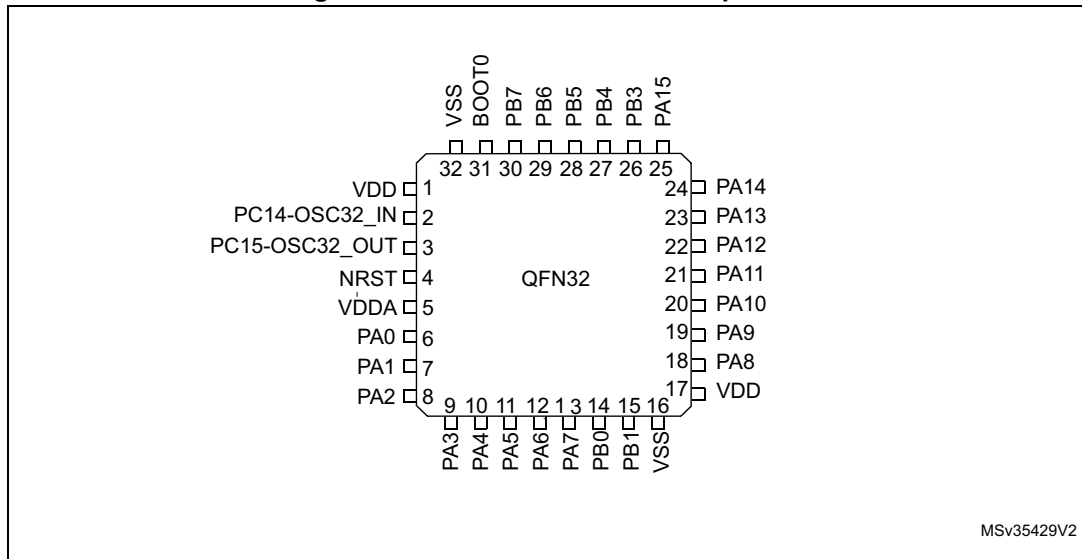 VSS
BOOT0
PB7
PB6
PB5
PB4
PB3
PA15
32 31 30 29 28 27 26 25
VDD 1
PC14-OSC32_IN 2
PC15-OSC32_OUT 3
NRST 4
VDDA 5
PA0 6
PA1 7
PA2 8
QFN32
24 PA14
23 PA13
22 PA12
21 PA11
20 PA10
19 PA9
18 PA8
17 VDD
9 10 11 12 13 14 15 16
PA3
PA4
PA5
PA6
PA7
PB0
PB1
VSS
MSv35429V2